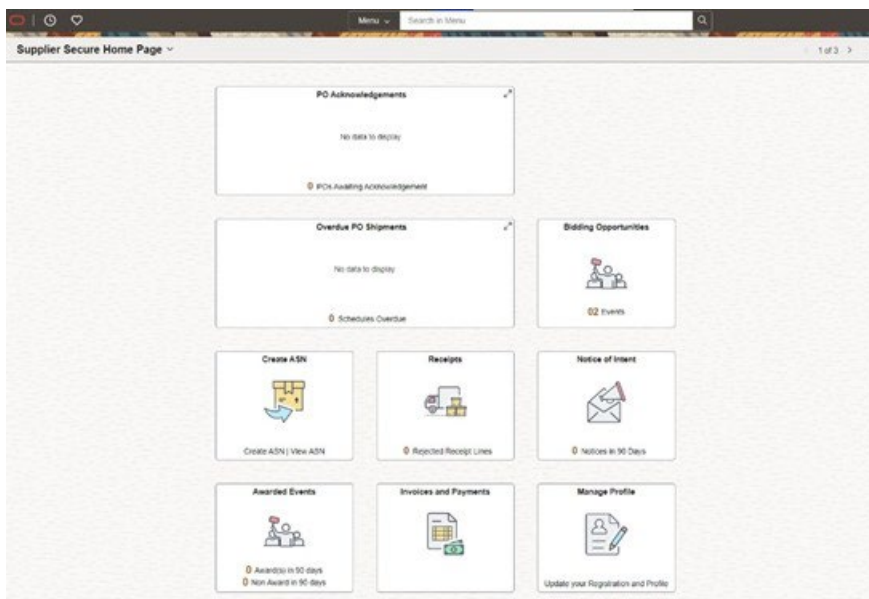 Menu
Search in Menu
Supplier Secure Home Page
1 of 3
PO Acknowledgements
No data to display
0 POs Awaiting Acknowledgement
Overdue PO Shipments
No data to display
0 Schedules Overdue
Bidding Opportunities
02 Events
Create ASN
Create ASN | View ASN
Receipts
0 Rejected Receipt Lines
Notice of Intent
0 Notices in 90 Days
Awarded Events
0 Award(s) in 90 days
0 Non Award in 90 days
Invoices and Payments
Manage Profile
Update your Registration and Profile